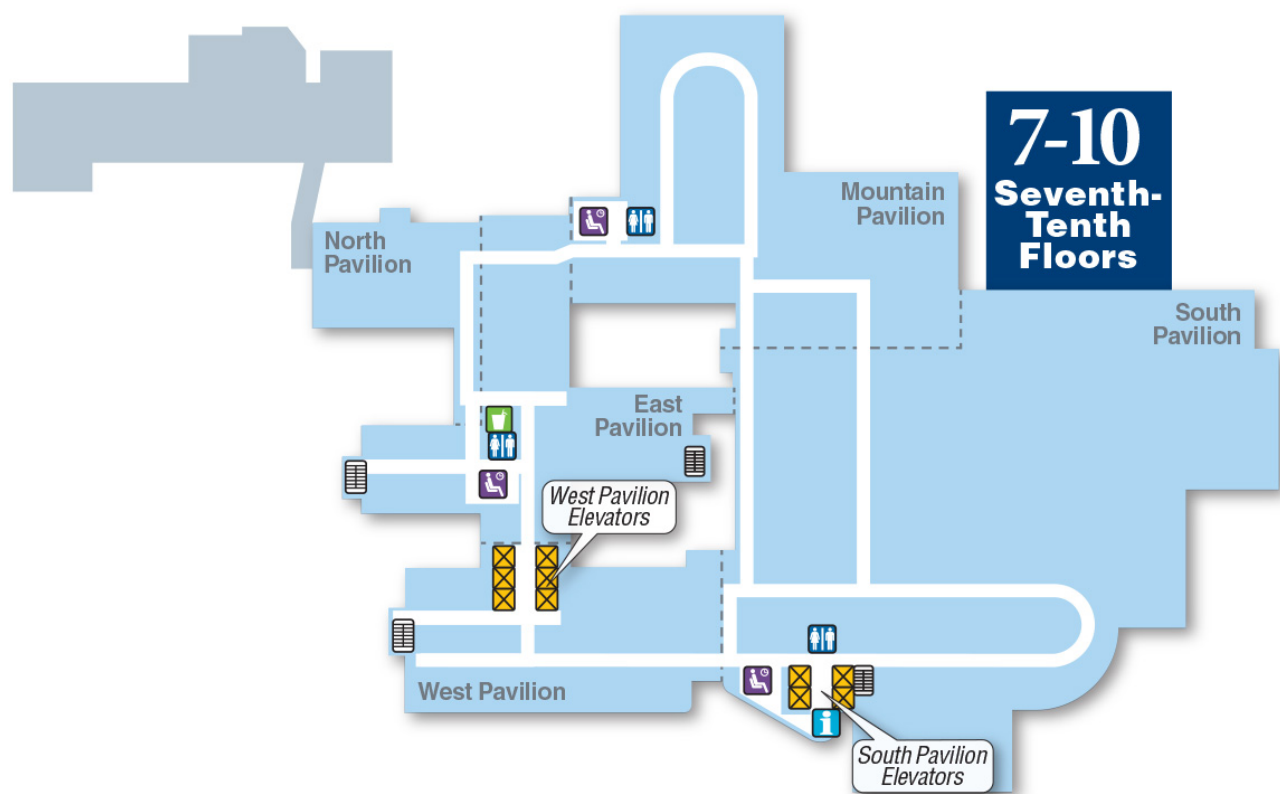 7-10
Seventh-
Tenth
Floors
Mountain
Pavilion
North
Pavilion
South
Pavilion
East
Pavilion
West Pavilion
Elevators
West Pavilion
i
South Pavilion
Elevators